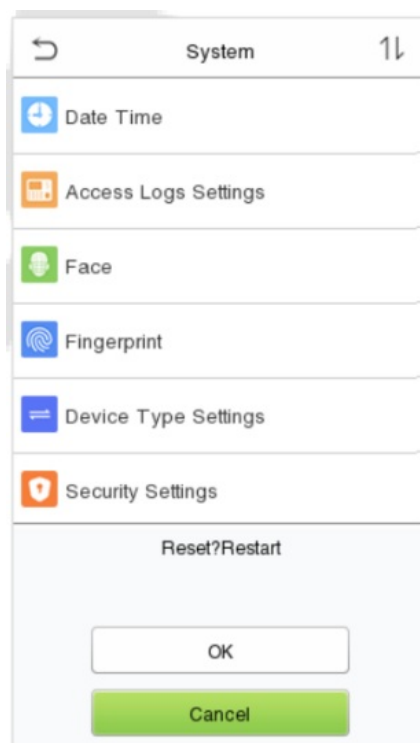 System
Date Time
Access Logs Settings
Face
Fingerprint
Device Type Settings
Security Settings
Reset?Restart
OK
Cancel